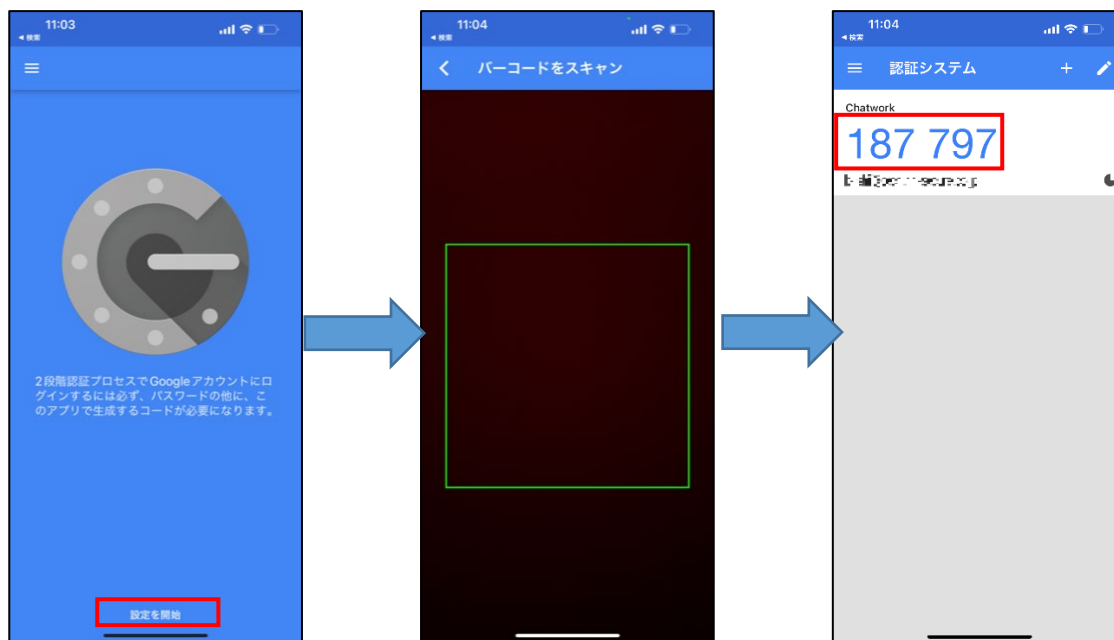 11:03
◀検索
2段階認証プロセスでGoogleアカウントにロ
グインするには必ず、パスワードの他に、こ
のアプリで生成するコードが必要になります。
設定を開始
11:04
◀検索
バーコードをスキャン
11:04
◀検索
認証システム
Chatwork
187 797